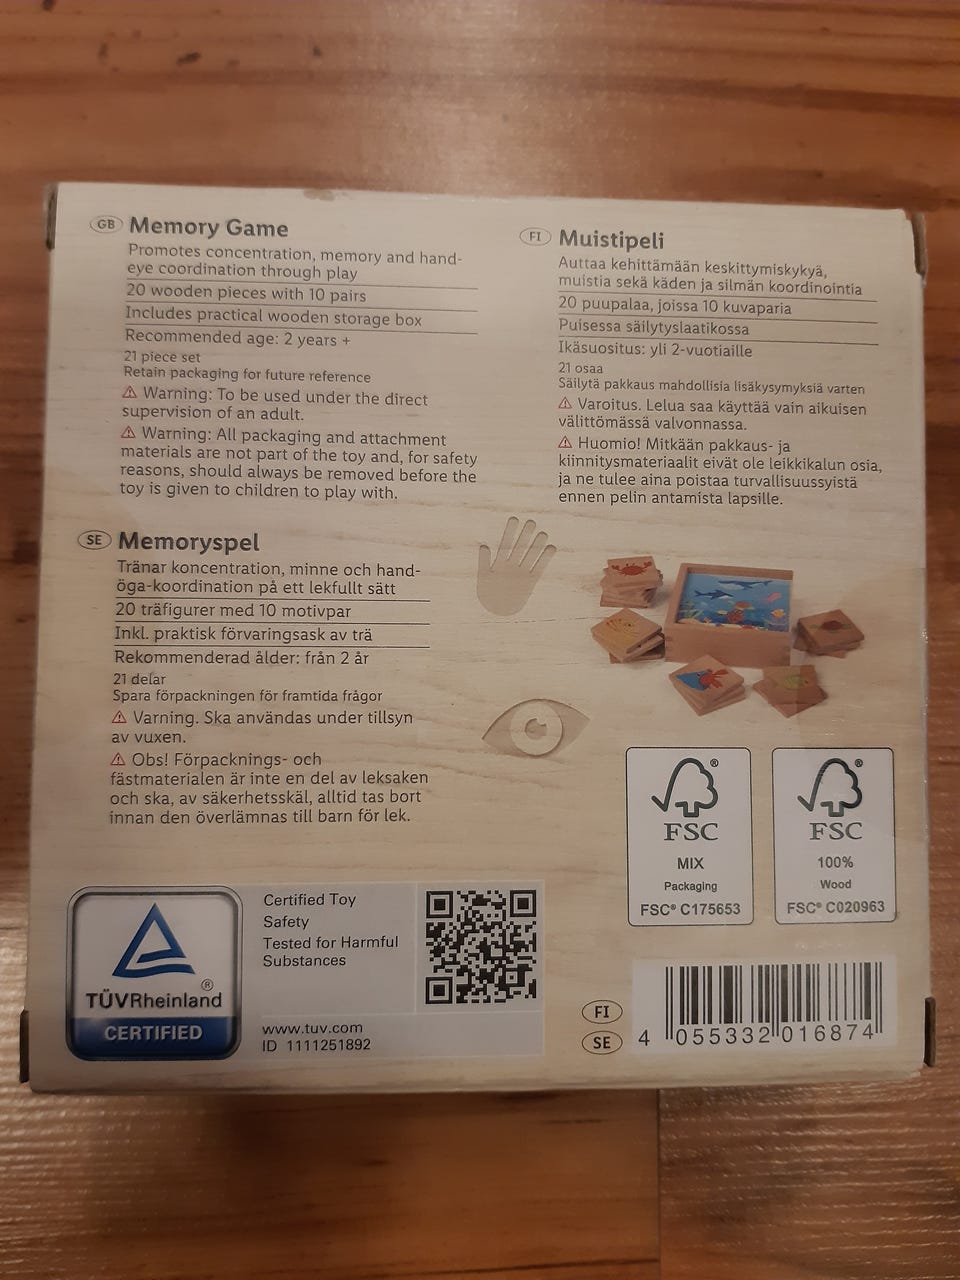 GB Memory Game
Promotes concentration, memory and hand-
eye coordination through play
20 wooden pieces with 10 pairs
Includes practical wooden storage box
Recommended age: 2 years +
21 piece set
Retain packaging for future reference
⚠ Warning: To be used under the direct
supervision of an adult.
⚠ Warning: All packaging and attachment
materials are not part of the toy and, for safety
reasons, should always be removed before the
toy is given to children to play with.
FI Muistipeli
Auttaa kehittämään keskittymiskykyä,
muistia sekä käden ja silmän koordinointia
20 puupalaa, joissa 10 kuvaparia
Puisessa säilytyslaatikossa
Ikäsuositus: yli 2-vuotiaille
21 osaa
Säilytä pakkaus mahdollisia lisäkysymyksiä varten
⚠ Varoitus. Lelua saa käyttää vain aikuisen
välittömässä valvonnassa.
⚠ Huomio! Mitkään pakkaus- ja
kiinnitysmateriaalit eivät ole leikkikalun osia,
ja ne tulee aina poistaa turvallisuussyistä
ennen pelin antamista lapsille.
SE Memoryspel
Tränar koncentration, minne och hand-
öga-koordination på ett lekfullt sätt
20 träfigurer med 10 motivpar
Inkl. praktisk förvaringsask av trä
Rekommenderad ålder: från 2 år
21 delar
Spara förpackningen för framtida frågor
⚠ Varning. Ska användas under tillsyn
av vuxen.
⚠ Obs! Förpacknings- och
fästmaterialen är inte en del av leksaken
och ska, av säkerhetsskäl, alltid tas bort
innan den överlämnas till barn för lek.
®
FSC
MIX
Packaging
FSC® C175653
®
FSC
100%
Wood
FSC® C020963
®
TÜVRheinland
CERTIFIED
Certified Toy
Safety
Tested for Harmful
Substances
www.tuv.com
ID 1111251892
FI
SE
4 055332 016874